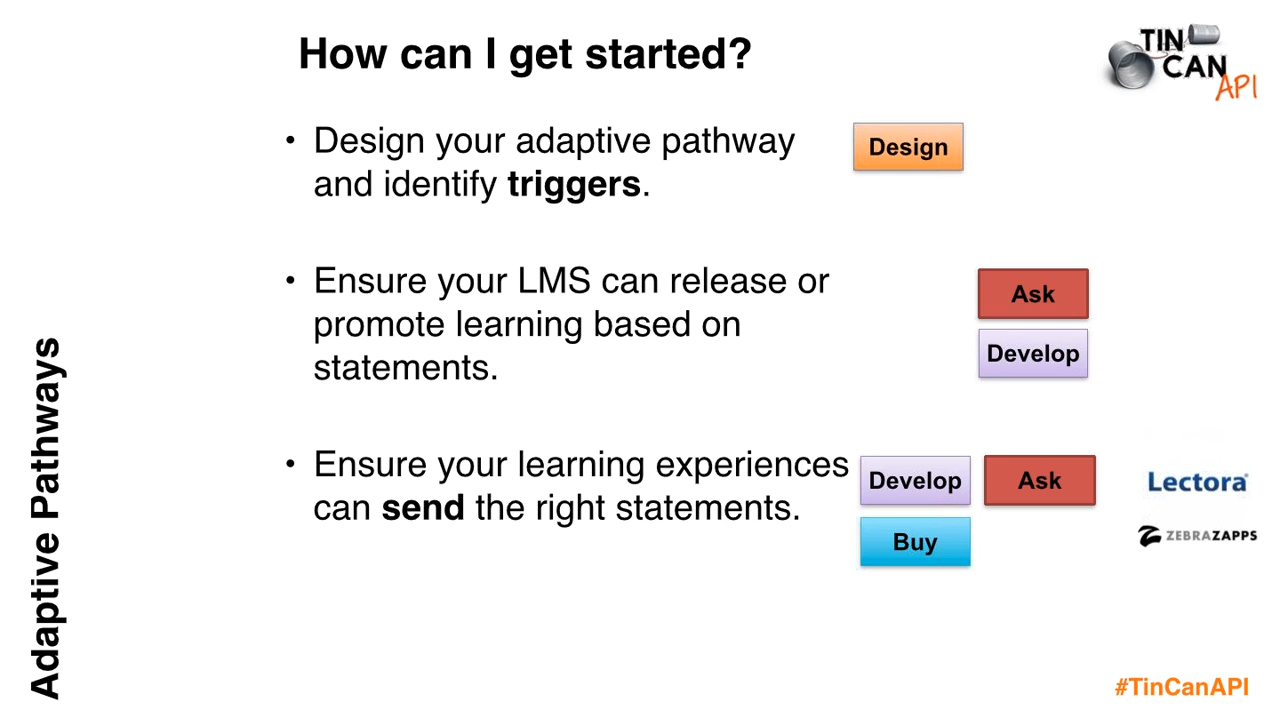 How can I get started?
TIN
CAN
API
• Design your adaptive pathway
and identify triggers.
Design
• Ensure your LMS can release or
promote learning based on
statements.
Ask
Develop
• Ensure your learning experiences
can send the right statements.
Develop
Ask
Buy
Lectora®
ZEBRAZAPPS
Adaptive Pathways
#TinCanAPI